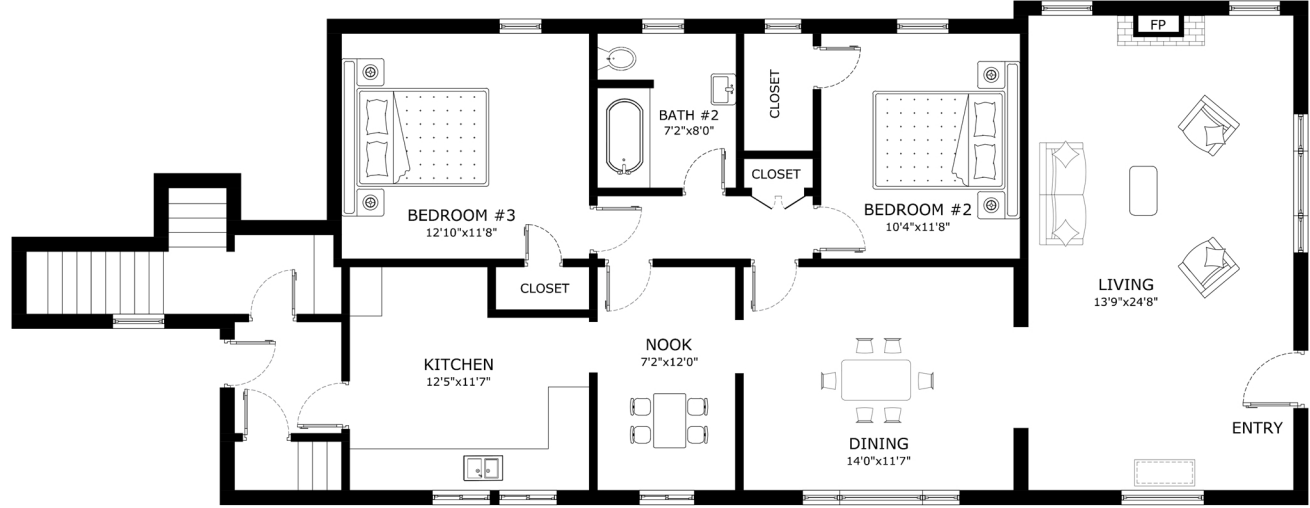 FP
CLOSET
BATH #2
7'2"x8'0"
CLOSET
BEDROOM #3
12'10"x11'8"
BEDROOM #2
10'4"x11'8"
CLOSET
LIVING
13'9"x24'8"
KITCHEN
12'5"x11'7"
NOOK
7'2"x12'0"
DINING
14'0"x11'7"
ENTRY